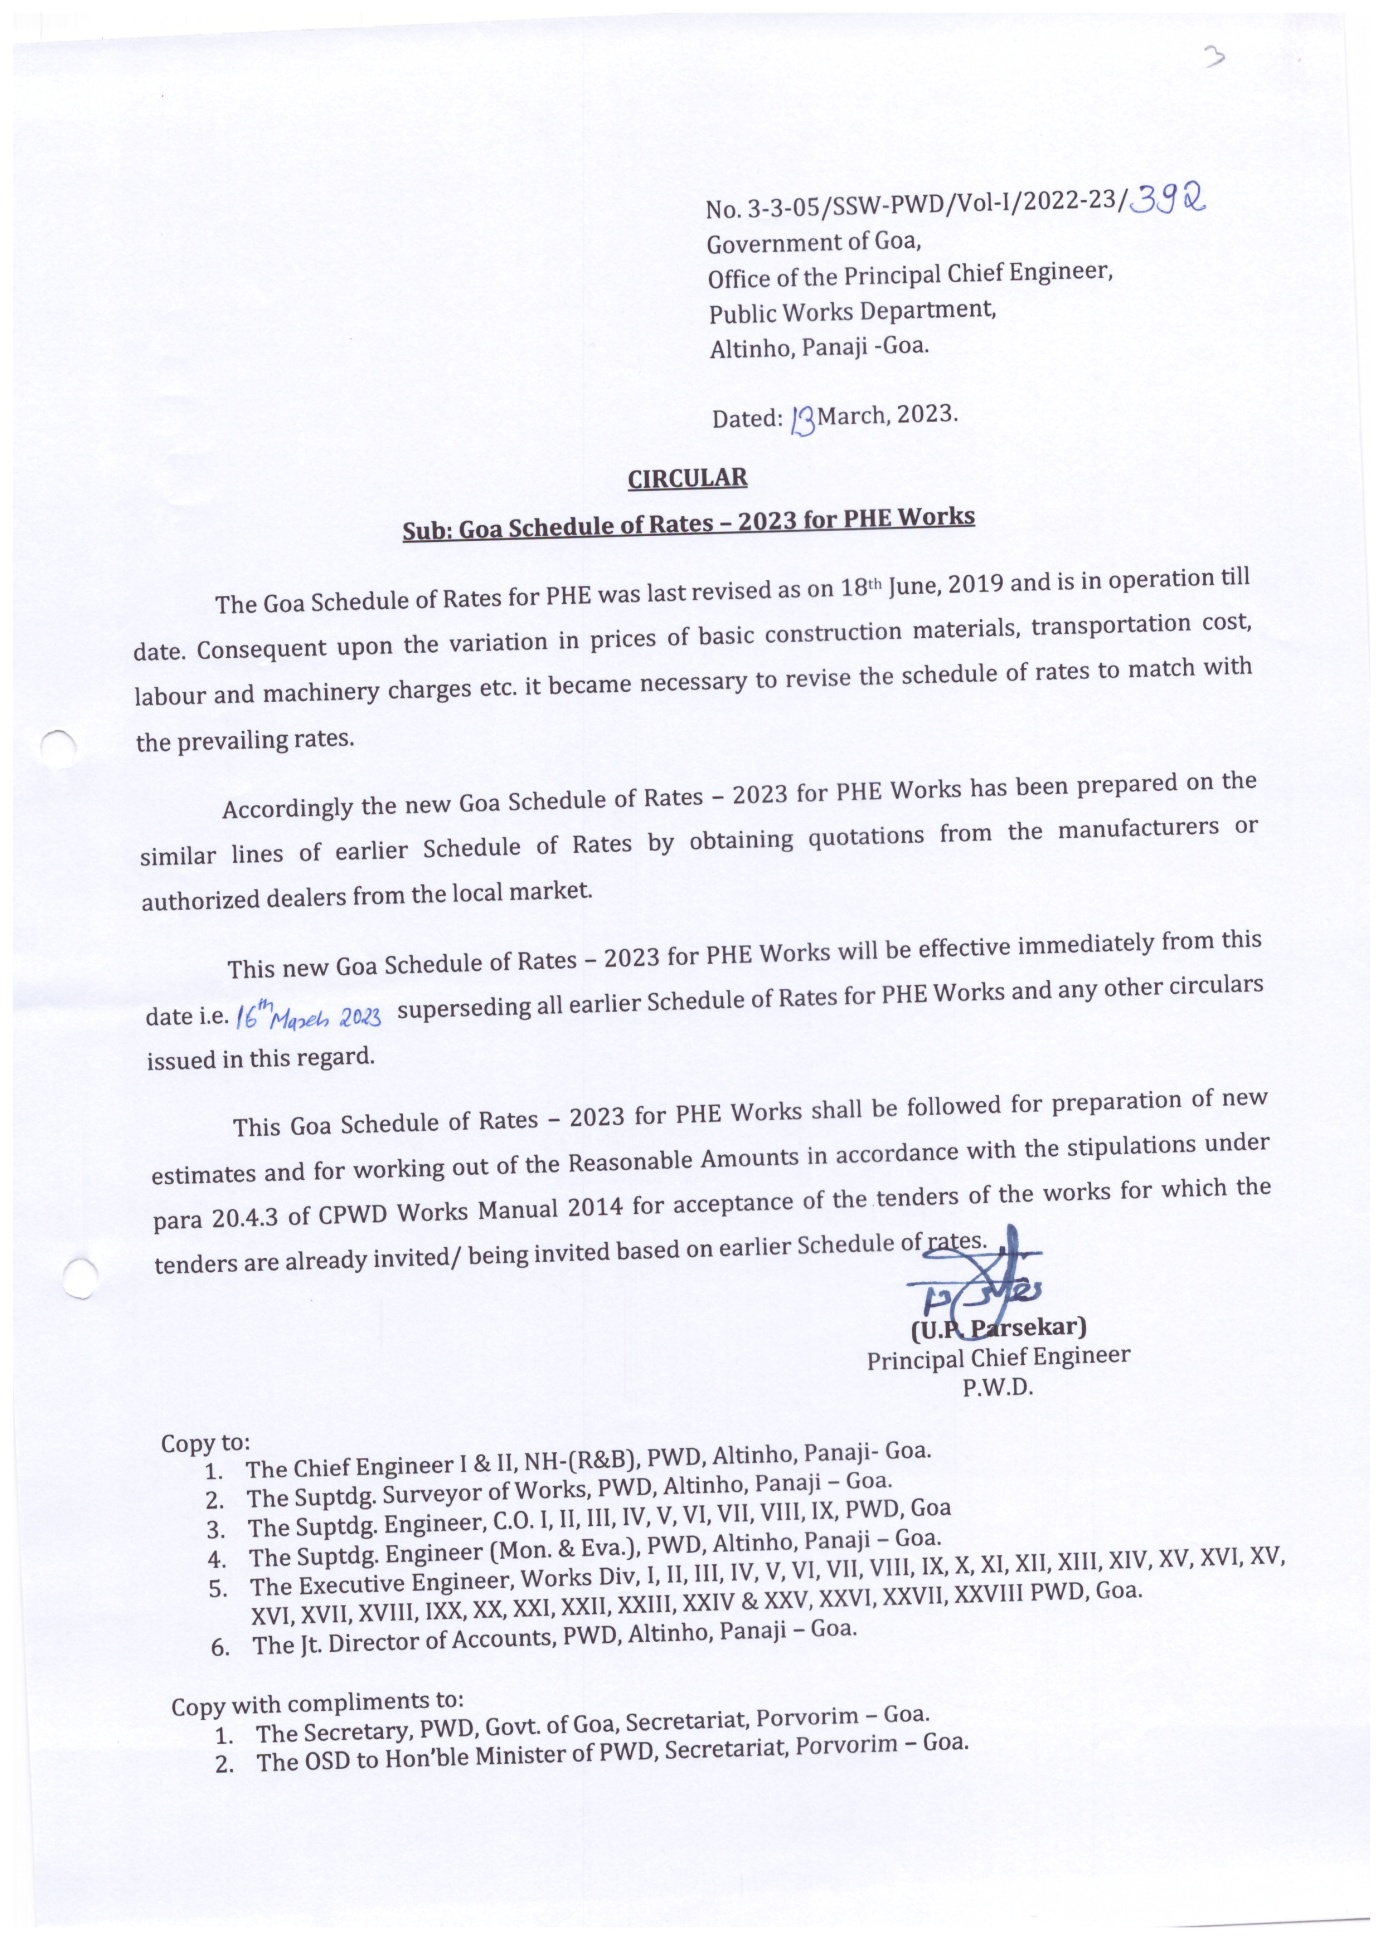 3
No. 3-3-05/SSW-PWD/Vol-I/2022-23/392
Government of Goa,
Office of the Principal Chief Engineer,
Public Works Department,
Altinho, Panaji -Goa.
Dated: 13 March, 2023.
CIRCULAR
Sub: Goa Schedule of Rates – 2023 for PHE Works
The Goa Schedule of Rates for PHE was last revised as on 18th June, 2019 and is in operation till
date. Consequent upon the variation in prices of basic construction materials, transportation cost,
labour and machinery charges etc. it became necessary to revise the schedule of rates to match with
the prevailing rates.
Accordingly the new Goa Schedule of Rates – 2023 for PHE Works has been prepared on the
similar lines of earlier Schedule of Rates by obtaining quotations from the manufacturers or
authorized dealers from the local market.
This new Goa Schedule of Rates – 2023 for PHE Works will be effective immediately from this
date i.e. 16th March 2023 superseding all earlier Schedule of Rates for PHE Works and any other circulars
issued in this regard.
This Goa Schedule of Rates – 2023 for PHE Works shall be followed for preparation of new
estimates and for working out of the Reasonable Amounts in accordance with the stipulations under
para 20.4.3 of CPWD Works Manual 2014 for acceptance of the tenders of the works for which the
tenders are already invited/ being invited based on earlier Schedule of rates.
(U.P. Parsekar)
Principal Chief Engineer
P.W.D.
Copy to:
1. The Chief Engineer I & II, NH-(R&B), PWD, Altinho, Panaji- Goa.
2. The Suptdg. Surveyor of Works, PWD, Altinho, Panaji – Goa.
3. The Suptdg. Engineer, C.O. I, II, III, IV, V, VI, VII, VIII, IX, PWD, Goa
4. The Suptdg. Engineer (Mon. & Eva.), PWD, Altinho, Panaji – Goa.
5. The Executive Engineer, Works Div, I, II, III, IV, V, VI, VII, VIII, IX, X, XI, XII, XIII, XIV, XV, XVI, XV,
XVI, XVII, XVIII, IXX, XX, XXI, XXII, XXIII, XXIV & XXV, XXVI, XXVII, XXVIII PWD, Goa.
6. The Jt. Director of Accounts, PWD, Altinho, Panaji – Goa.
Copy with compliments to:
1. The Secretary, PWD, Govt. of Goa, Secretariat, Porvorim – Goa.
2. The OSD to Hon’ble Minister of PWD, Secretariat, Porvorim – Goa.